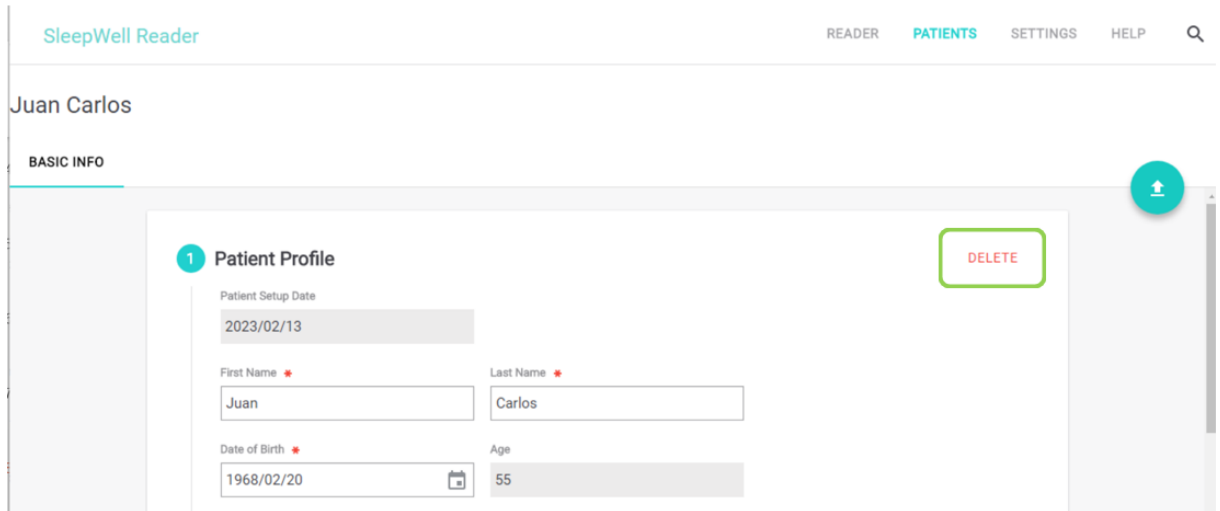 SleepWell Reader READER PATIENTS SETTINGS HELP
Juan Carlos
BASIC INFO
1 Patient Profile DELETE
Patient Setup Date
2023/02/13
First Name * Last Name *
Juan Carlos
Date of Birth * Age
1968/02/20 55